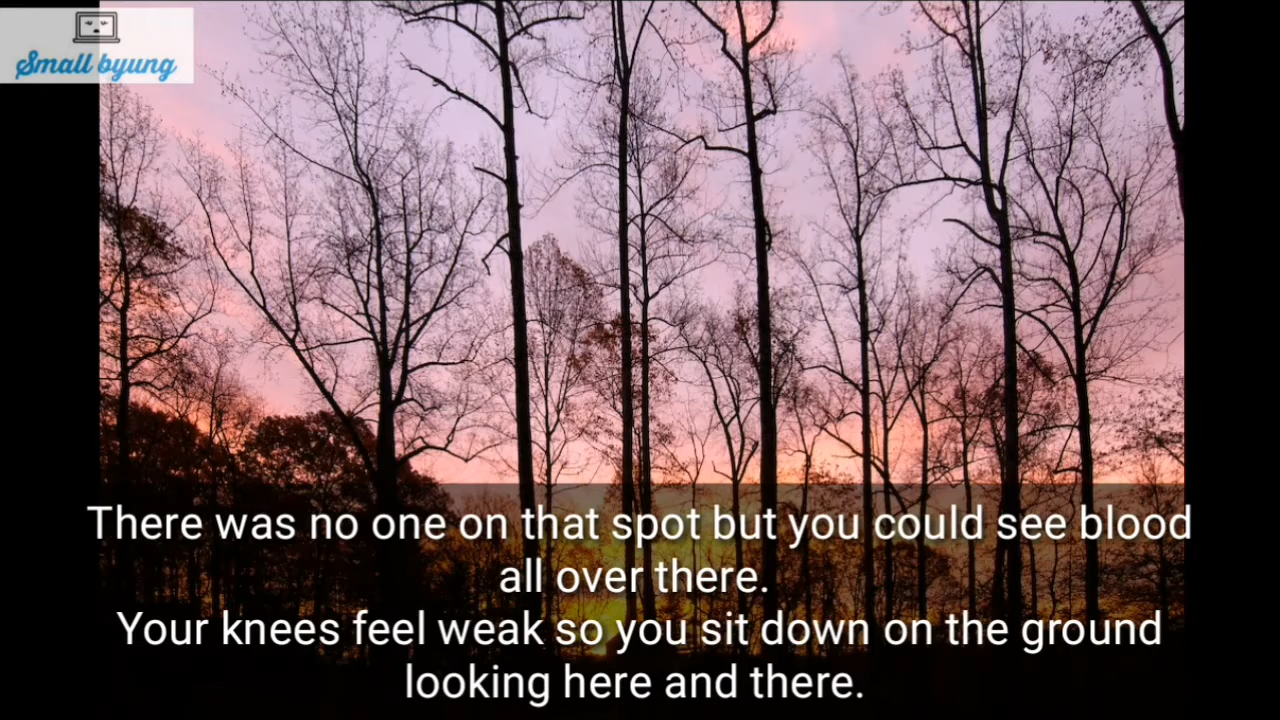 Small byung
There was no one on that spot but you could see blood
all over there.
Your knees feel weak so you sit down on the ground
looking here and there.